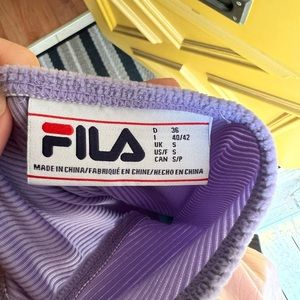 FILA
D 36
I 40/42
UK S
US/F S
CAN S/P
MADE IN CHINA/FABRIQUÉ EN CHINE/HECHO EN CHINA